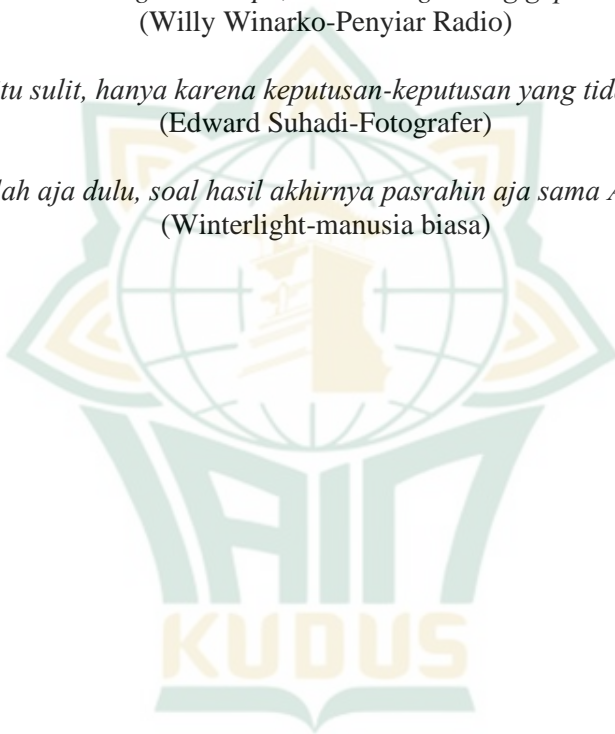 (Willy Winarko-Penyiar Radio)
tu sulit, hanya karena keputusan-keputusan yang tid
(Edward Suhadi-Fotografer)
lah aja dulu, soal hasil akhirnya pasrahin aja sama A
(Winterlight-manusia biasa)
IAIN
KUDUS